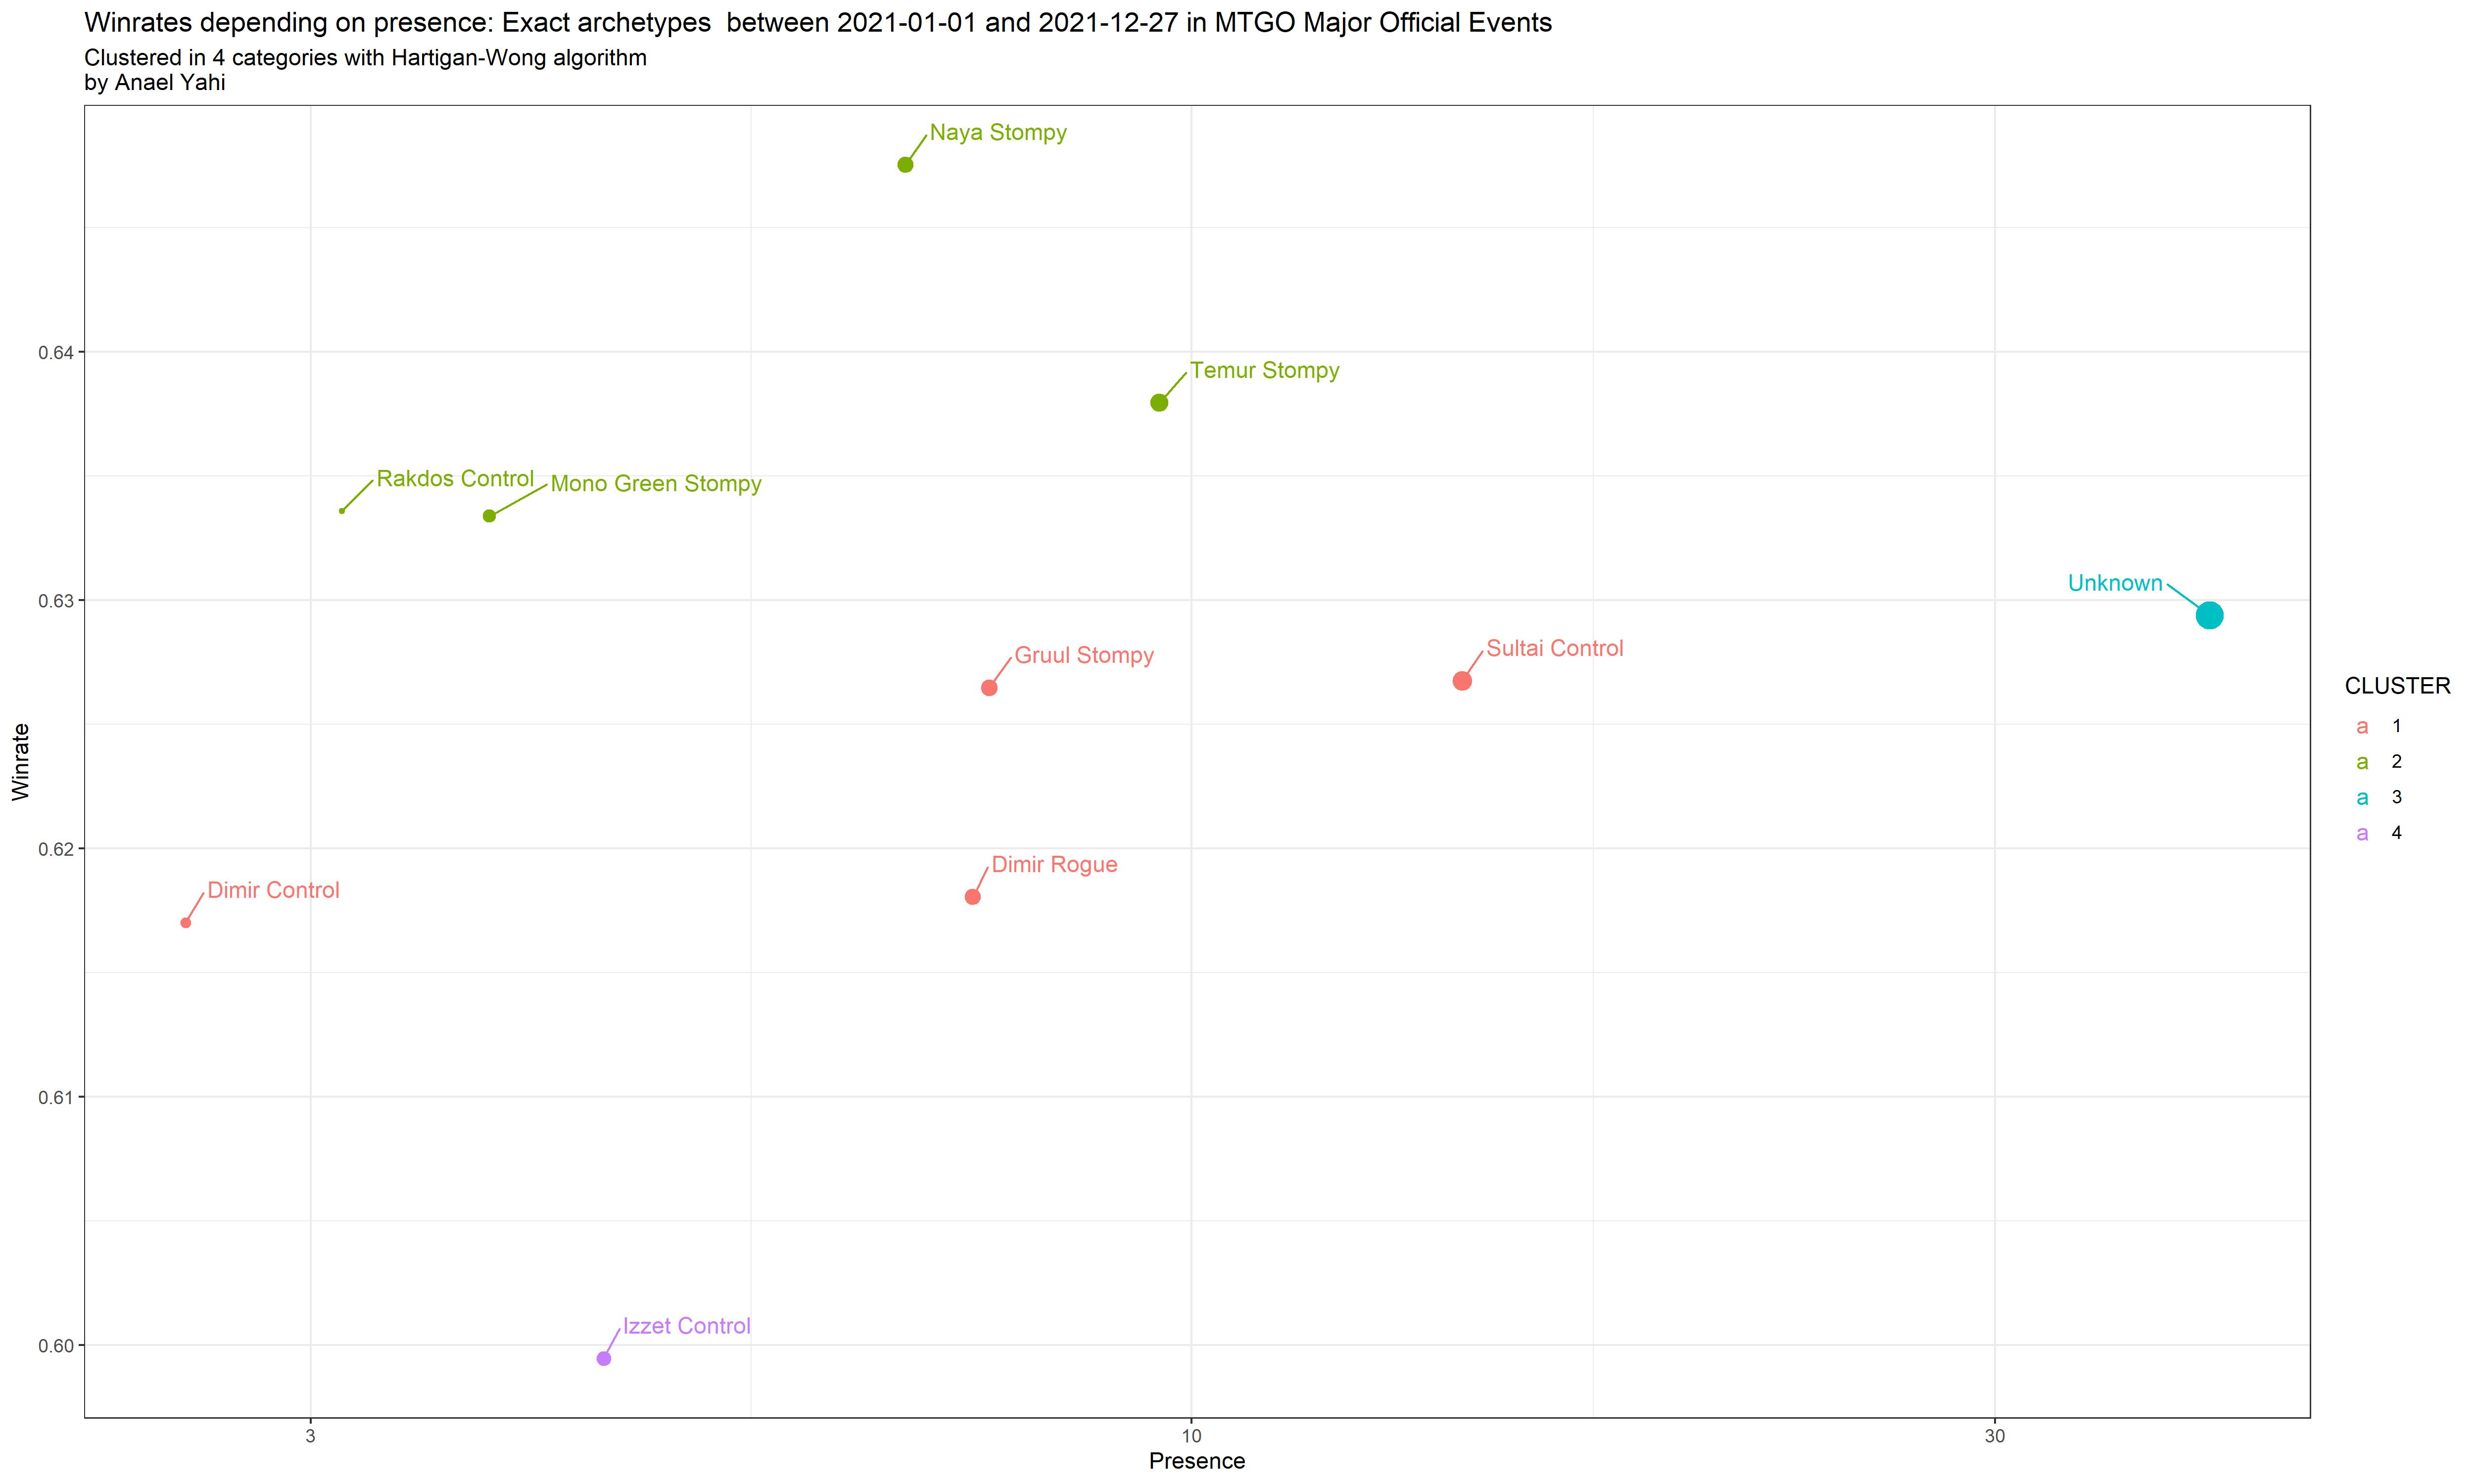 Winrates depending on presence: Exact archetypes  between 2021-01-01 and 2021-12-27 in MTGO Major Official Events
Clustered in 4 categories with Hartigan-Wong algorithm
by Anael Yahi
Naya Stompy
0.64
Temur Stompy
Rakdos Control
Mono Green Stompy
0.63
Unknown
Gruul Stompy
Sultai Control
CLUSTER
a 1
a 2
a 3
a 4
Winrate
0.62
Dimir Rogue
Dimir Control
0.61
Izzet Control
0.60
3
10
30
Presence